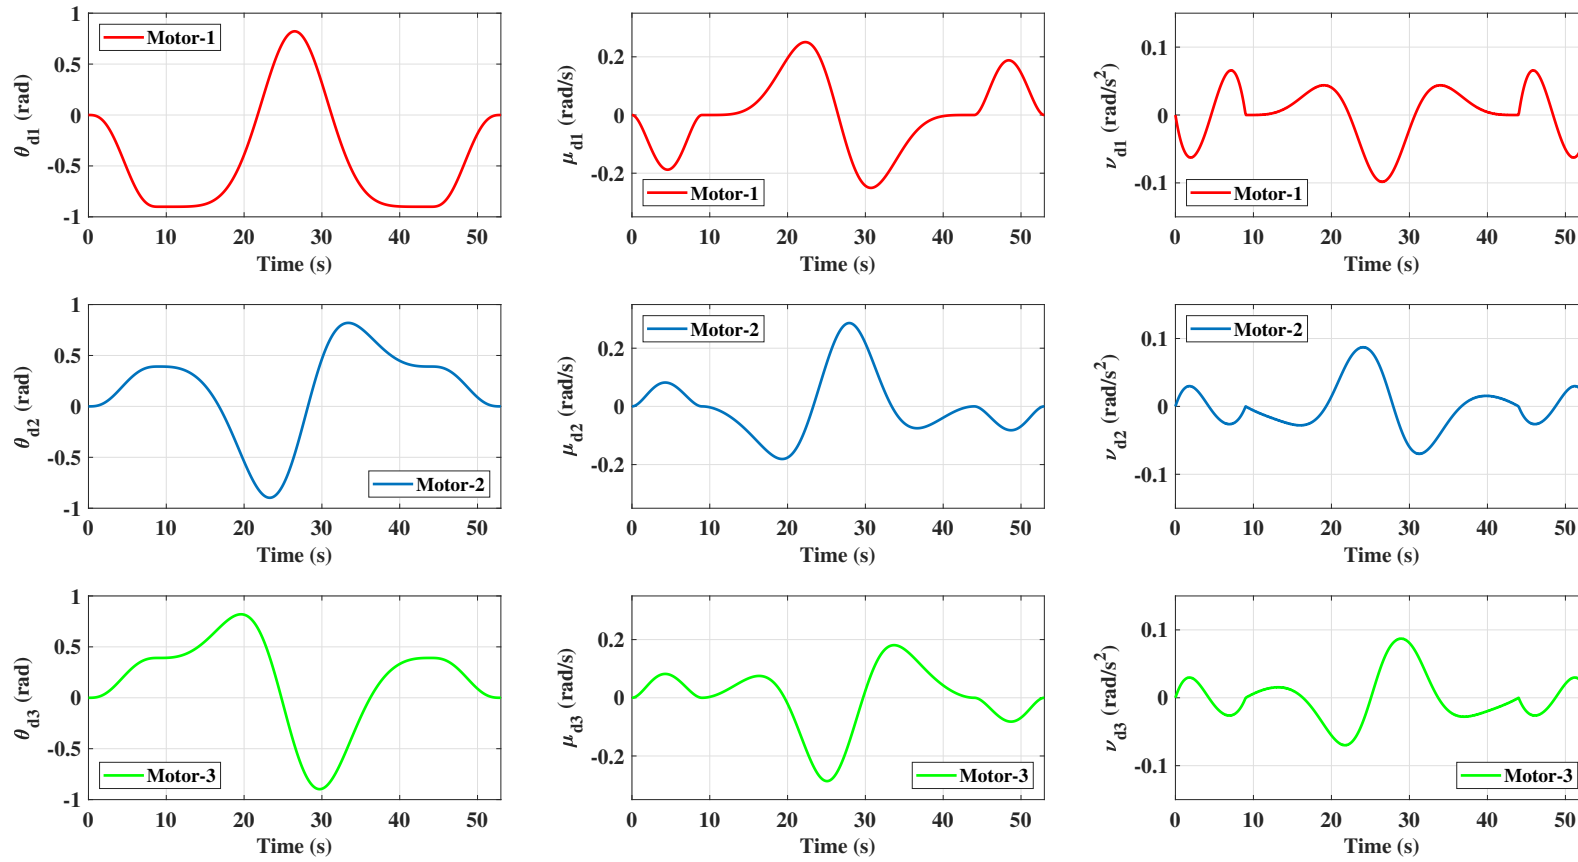 1
0.5
0
-0.5
-1
θd1 (rad)
Motor-1
0 10 20 30 40 50
Time (s)
0.2
0
-0.2
μd1 (rad/s)
Motor-1
0 10 20 30 40 50
Time (s)
0.1
0
-0.1
νd1 (rad/s²)
Motor-1
0 10 20 30 40 50
Time (s)
1
0.5
0
-0.5
-1
θd2 (rad)
Motor-2
0 10 20 30 40 50
Time (s)
0.2
0
-0.2
μd2 (rad/s)
Motor-2
0 10 20 30 40 50
Time (s)
0.1
0
-0.1
νd2 (rad/s²)
Motor-2
0 10 20 30 40 50
Time (s)
1
0.5
0
-0.5
-1
θd3 (rad)
Motor-3
0 10 20 30 40 50
Time (s)
0.2
0
-0.2
μd3 (rad/s)
Motor-3
0 10 20 30 40 50
Time (s)
0.1
0
-0.1
νd3 (rad/s²)
Motor-3
0 10 20 30 40 50
Time (s)